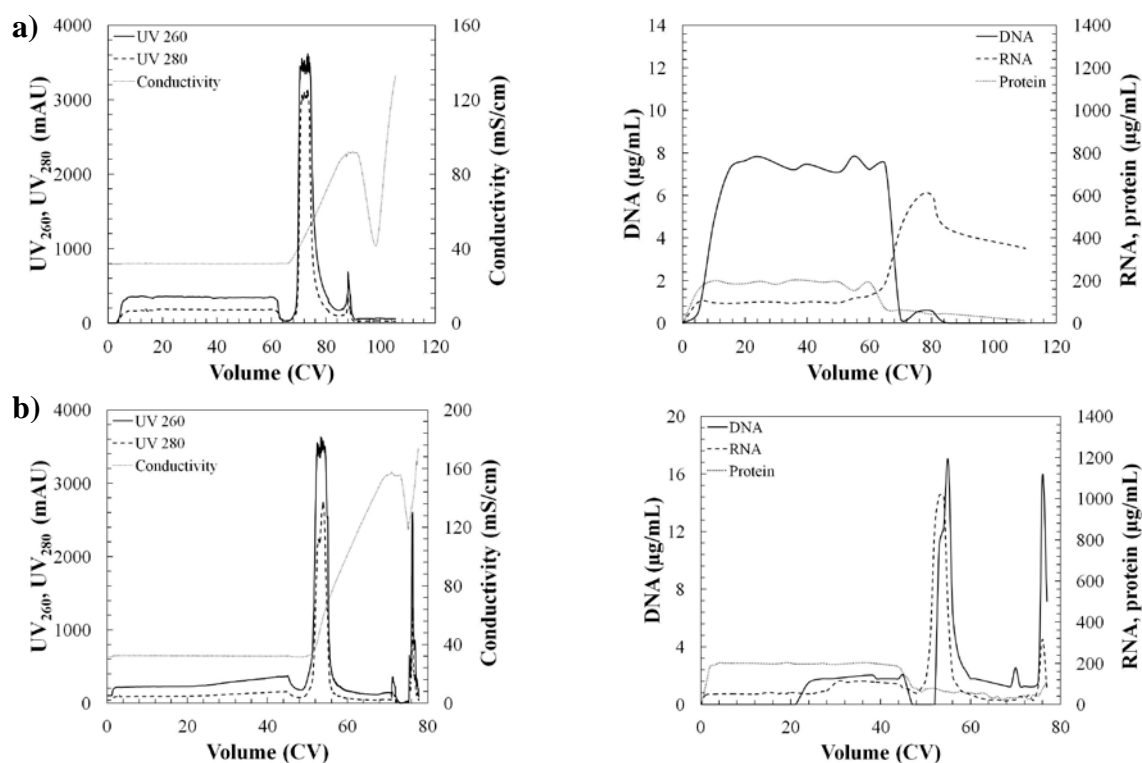 a)
4000
3000
2000
1000
0
UV260, UV280 (mAU)
UV 260
UV 280
Conductivity
160
120
80
40
0
Conductivity (mS/cm)
0 20 40 60 80 100 120
Volume (CV)
14
12
10
8
6
4
2
0
DNA (µg/mL)
DNA
RNA
Protein
1400
1200
1000
800
600
400
200
0
RNA, protein (µg/mL)
0 20 40 60 80 100 120
Volume (CV)
b)
4000
3000
2000
1000
0
UV260, UV280 (mAU)
UV 260
UV 280
Conductivity
200
160
120
80
40
0
Conductivity (mS/cm)
0 20 40 60 80
Volume (CV)
20
16
12
8
4
0
DNA (µg/mL)
DNA
RNA
Protein
1400
1200
1000
800
600
400
200
0
RNA, protein (µg/mL)
0 20 40 60 80
Volume (CV)